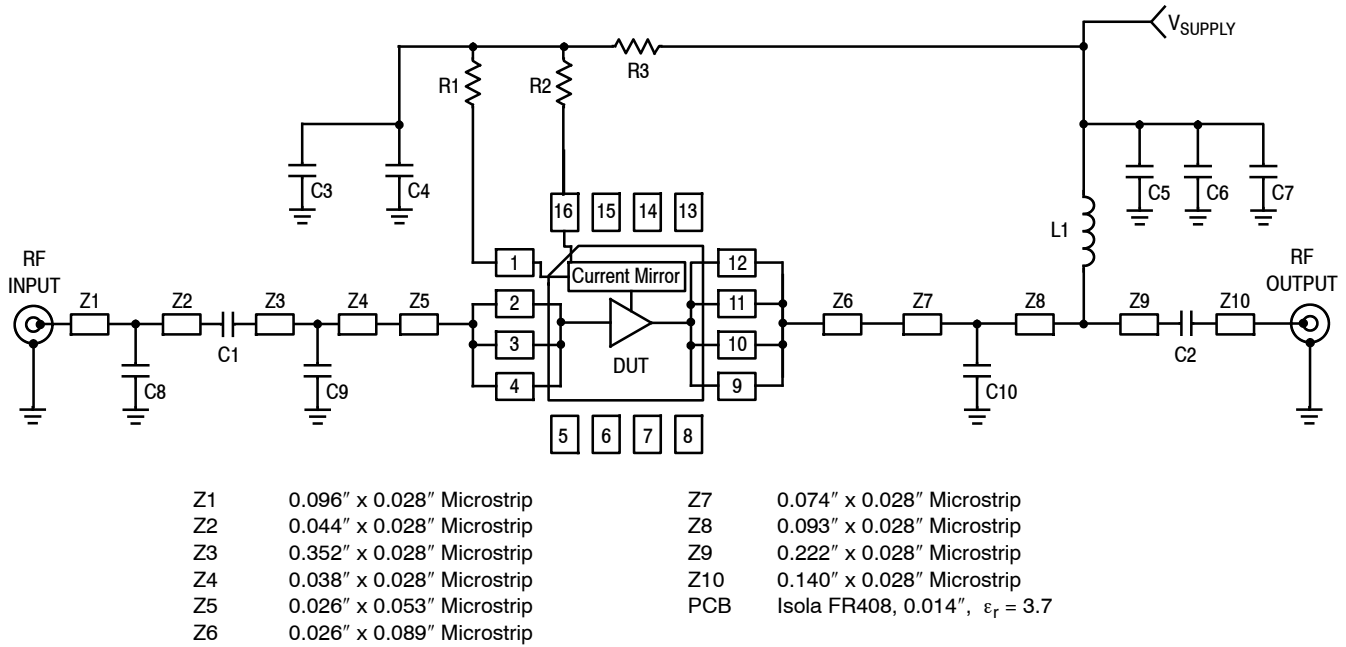 VSUPPLY
R3
R1
R2
C3
C4
C5
C6
C7
16
15
14
13
L1
RF
INPUT
RF
OUTPUT
1
Current Mirror
12
2
11
3
10
4
9
DUT
Z1
Z2
Z3
Z4
Z5
Z6
Z7
Z8
Z9
Z10
C1
C2
C8
C9
C10
5
6
7
8
Z1 0.096″ x 0.028″ Microstrip
Z2 0.044″ x 0.028″ Microstrip
Z3 0.352″ x 0.028″ Microstrip
Z4 0.038″ x 0.028″ Microstrip
Z5 0.026″ x 0.053″ Microstrip
Z6 0.026″ x 0.089″ Microstrip
Z7 0.074″ x 0.028″ Microstrip
Z8 0.093″ x 0.028″ Microstrip
Z9 0.222″ x 0.028″ Microstrip
Z10 0.140″ x 0.028″ Microstrip
PCB Isola FR408, 0.014″, εr = 3.7